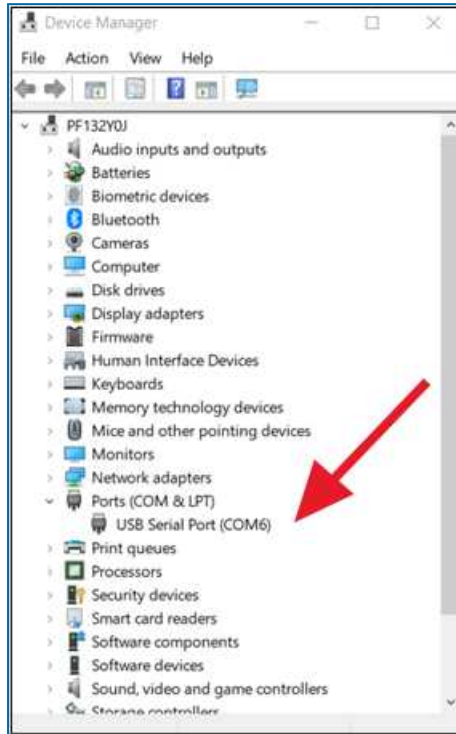 Device Manager
File Action View Help
PF132Y0J
Audio inputs and outputs
Batteries
Biometric devices
Bluetooth
Cameras
Computer
Disk drives
Display adapters
Firmware
Human Interface Devices
Keyboards
Memory technology devices
Mice and other pointing devices
Monitors
Network adapters
Ports (COM & LPT)
USB Serial Port (COM6)
Print queues
Processors
Security devices
Smart card readers
Software components
Software devices
Sound, video and game controllers
Storage controllers